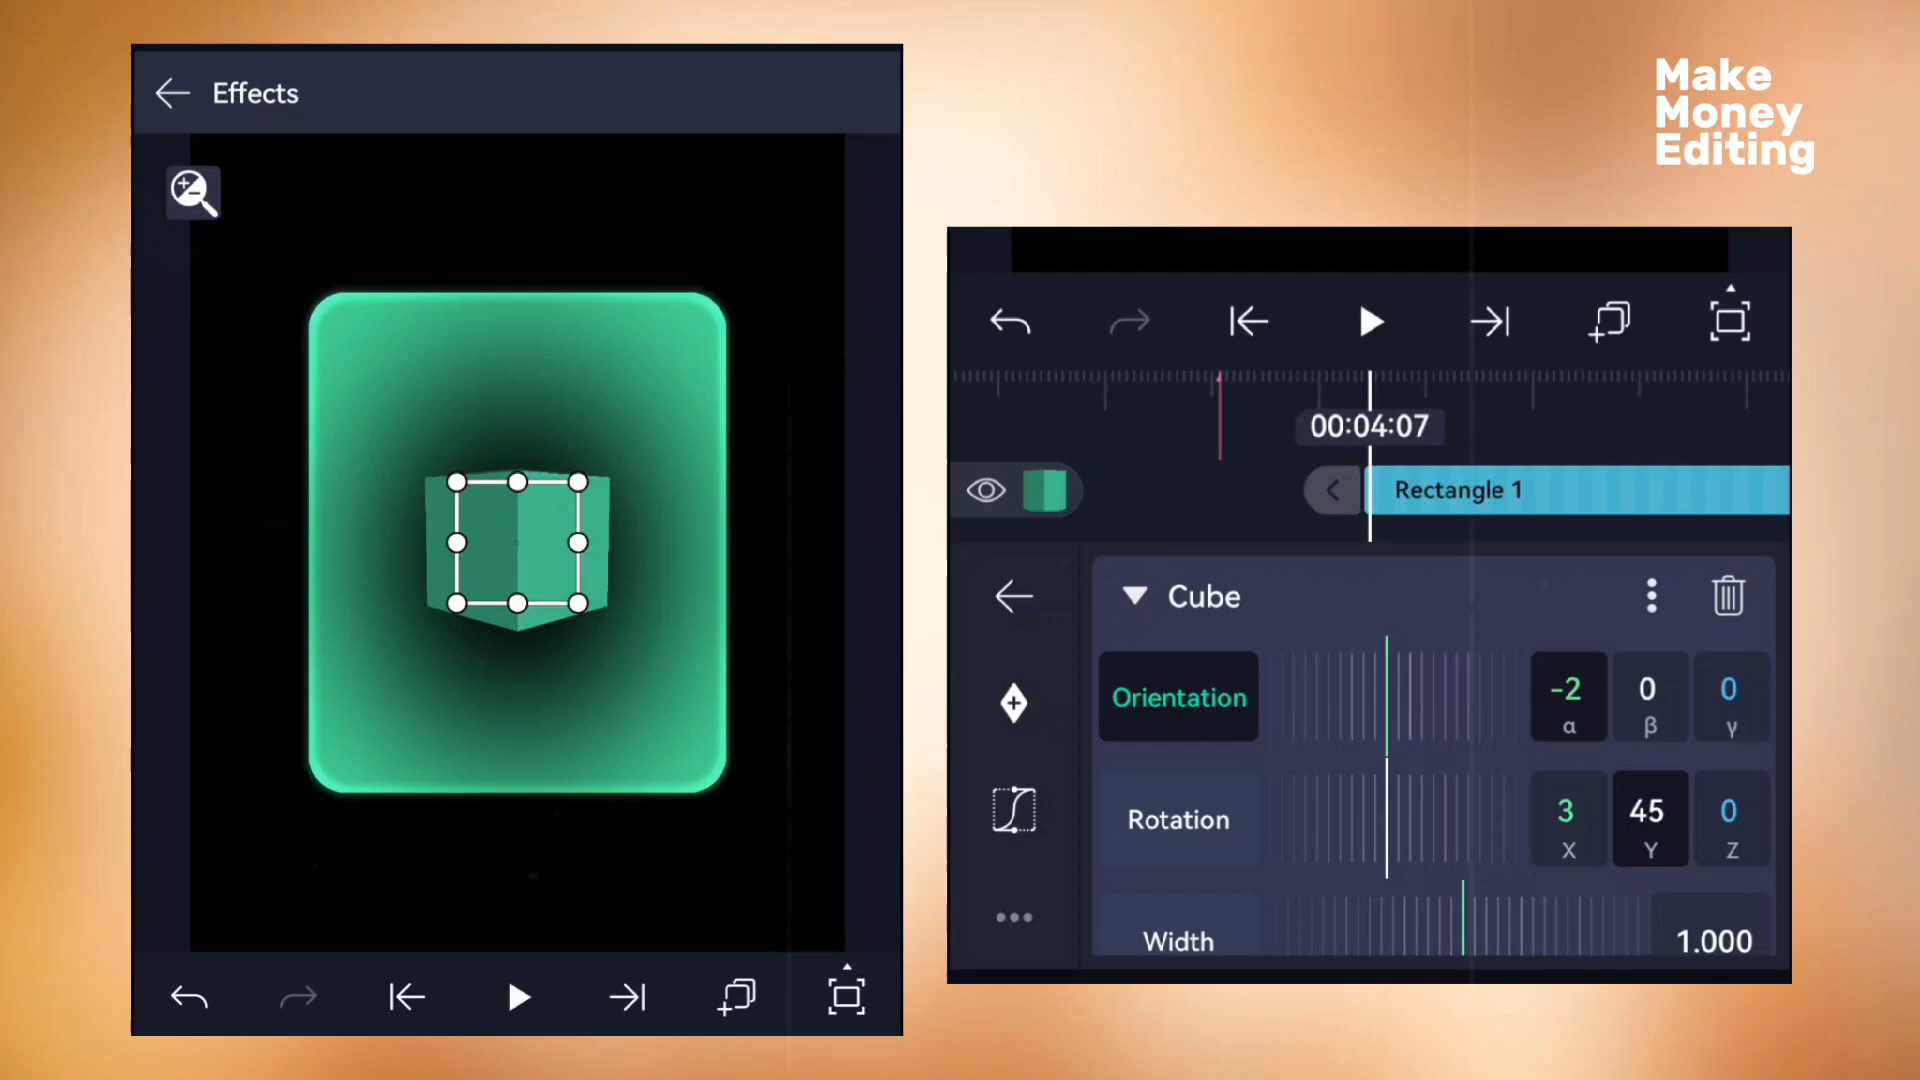 Effects
Make
Money
Editing
00:04:07
Rectangle 1
Cube
Orientation
-2 0 0
α β γ
Rotation
3 45 0
X Y Z
Width
1.000